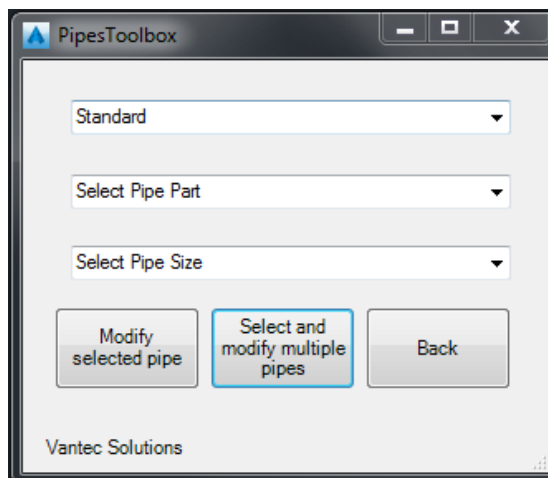 PipesToolbox
Standard
Select Pipe Part
Select Pipe Size
Modify
selected pipe
Select and
modify multiple
pipes
Back
Vantec Solutions